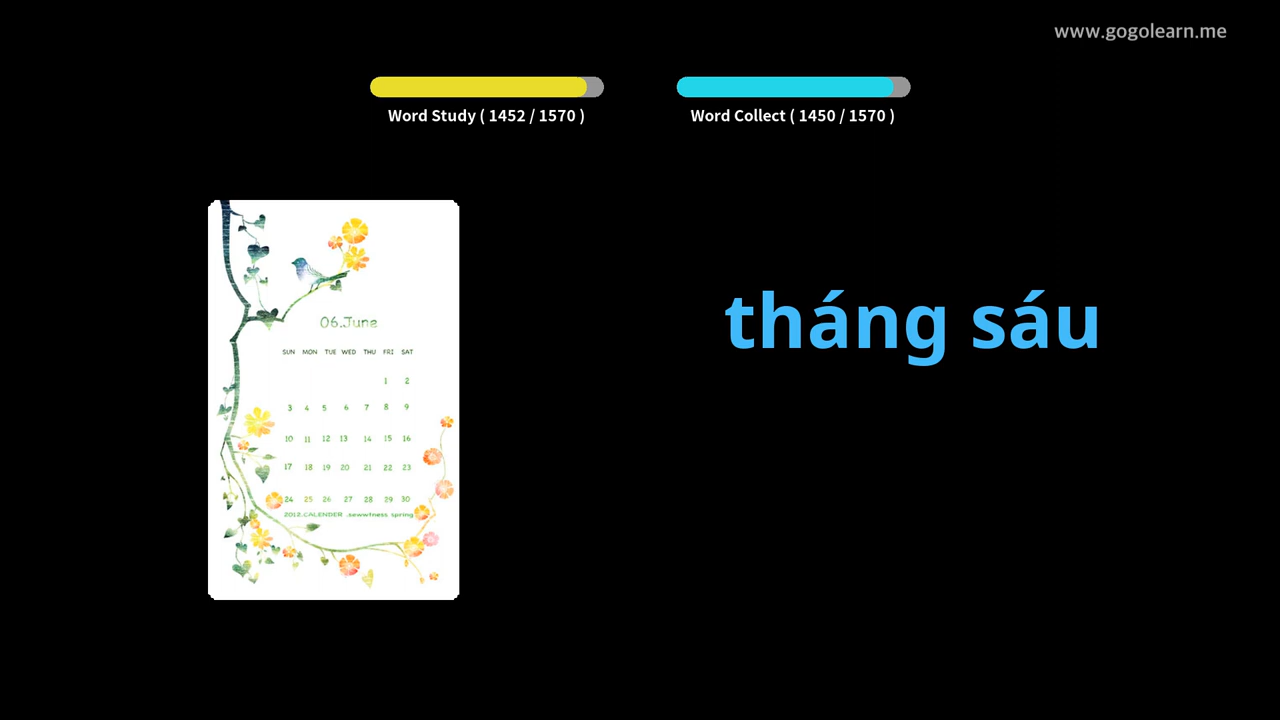 www.gogolearn.me
Word Study ( 1452 / 1570 )
Word Collect ( 1450 / 1570 )
tháng sáu
06.June
SUN MON TUE WED THU FRI SAT
1 2
3 4 5 6 7 8 9
10 11 12 13 14 15 16
17 18 19 20 21 22 23
24 25 26 27 28 29 30
2012.CALENDER .sewwtness spring